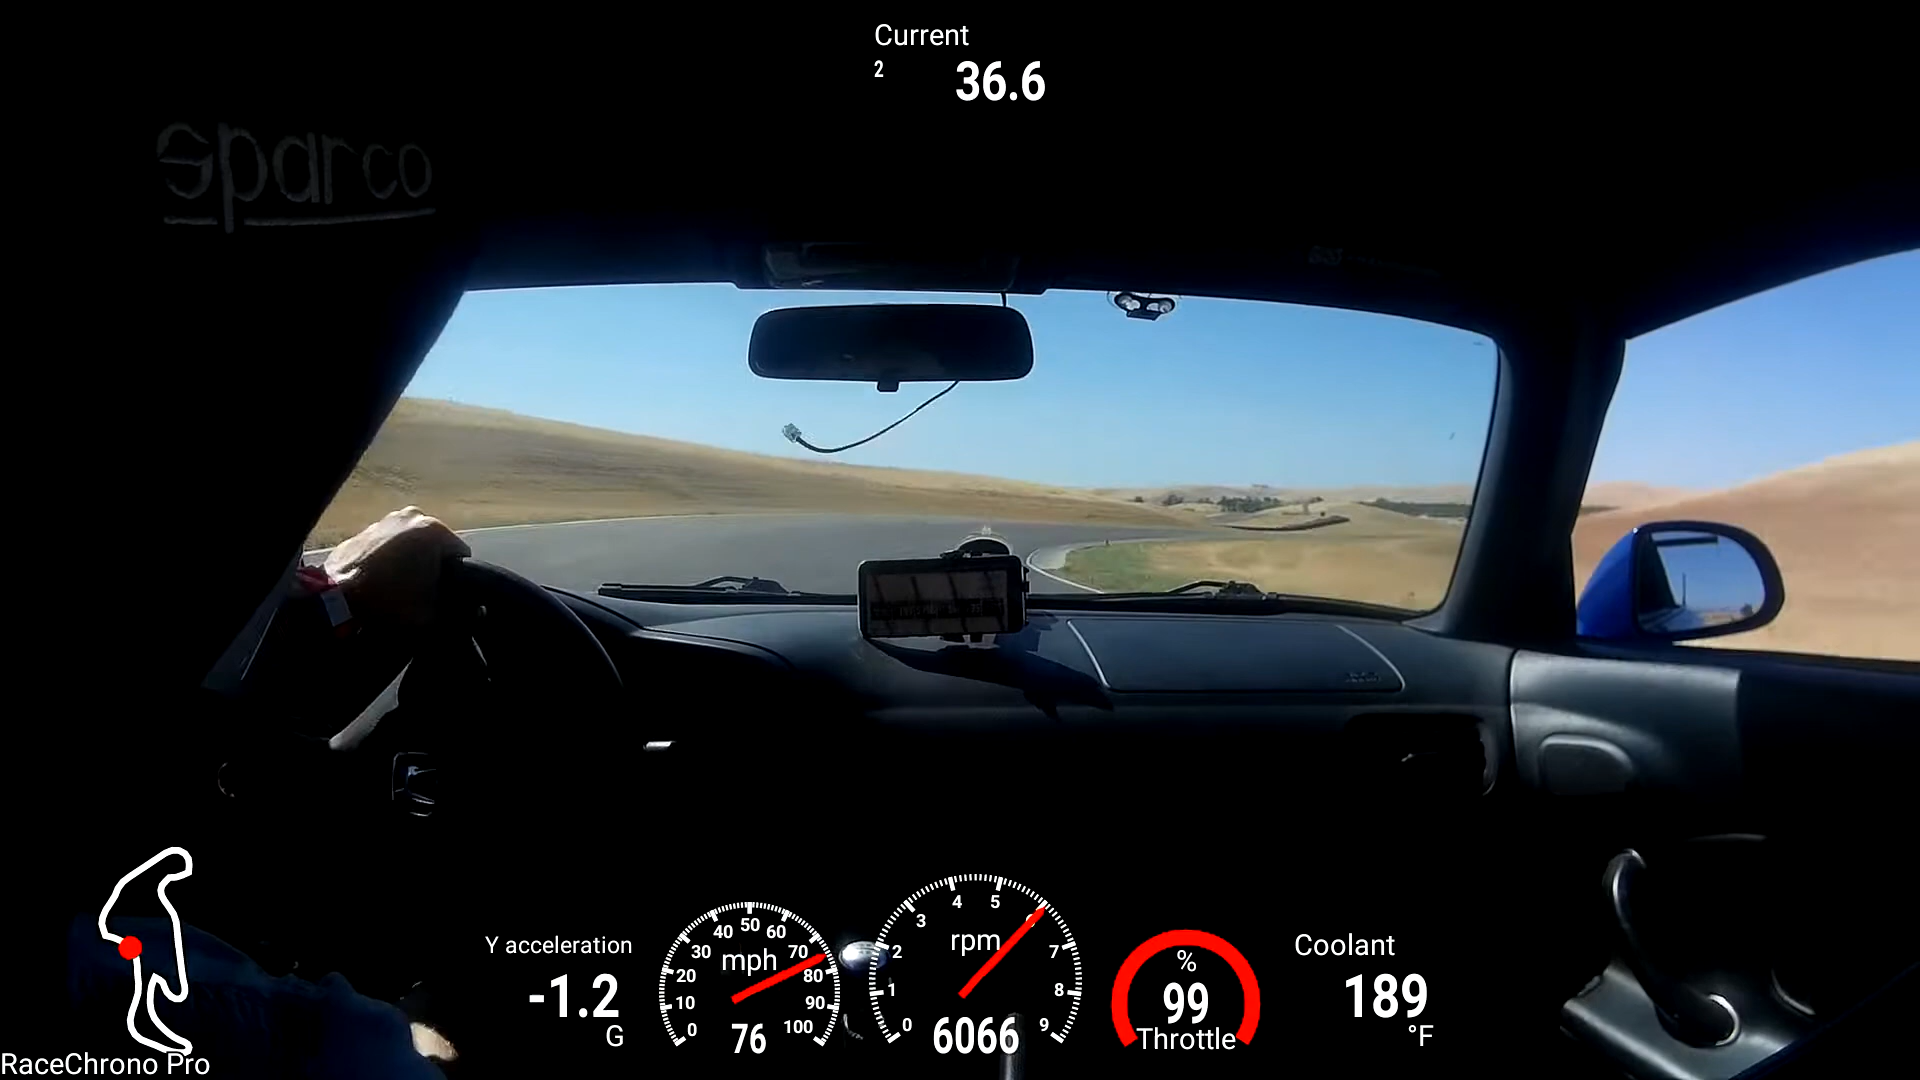 Current
2 36.6
sparco
Y acceleration
-1.2
G
0 10 20 30 40 50 60 70 80 90 100
mph
76
0 1 2 3 4 5 6 7 8 9
rpm
6066
%
99
Throttle
Coolant
189
°F
RaceChrono Pro